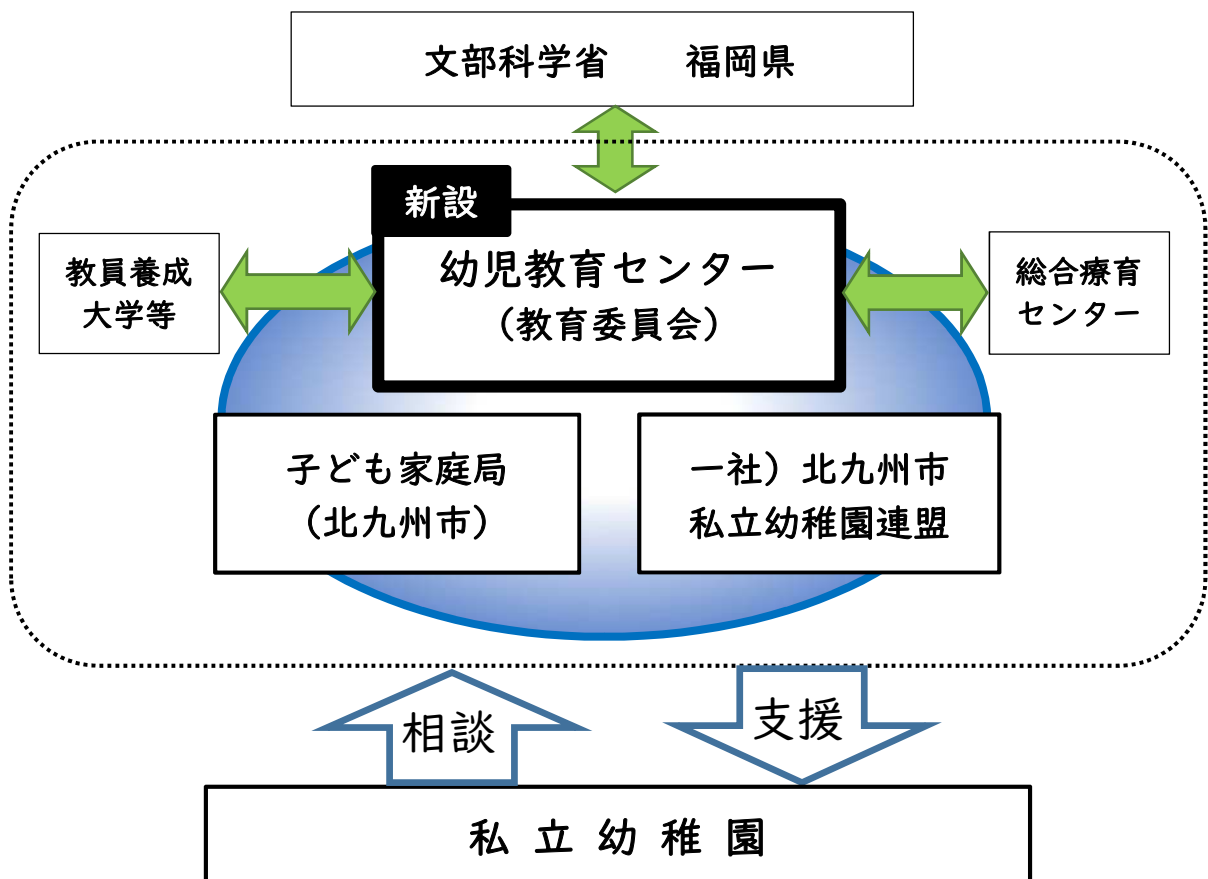 文部科学省　福岡県
新設
幼児教育センター
（教育委員会）
教員養成
大学等
総合療育
センター
子ども家庭局
（北九州市）
一社）北九州市
私立幼稚園連盟
相談
支援
私立幼稚園